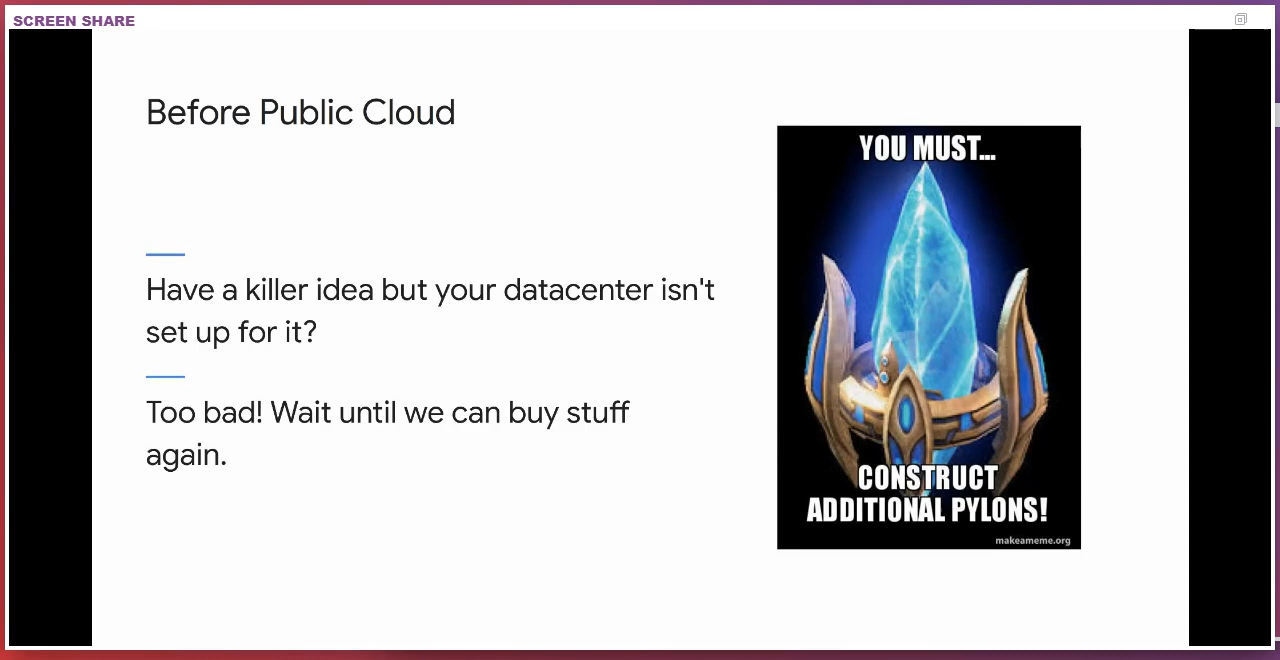 SCREEN SHARE
Before Public Cloud
Have a killer idea but your datacenter isn't
set up for it?
Too bad! Wait until we can buy stuff
again.
YOU MUST...
CONSTRUCT
ADDITIONAL PYLONS!
makeameme.org